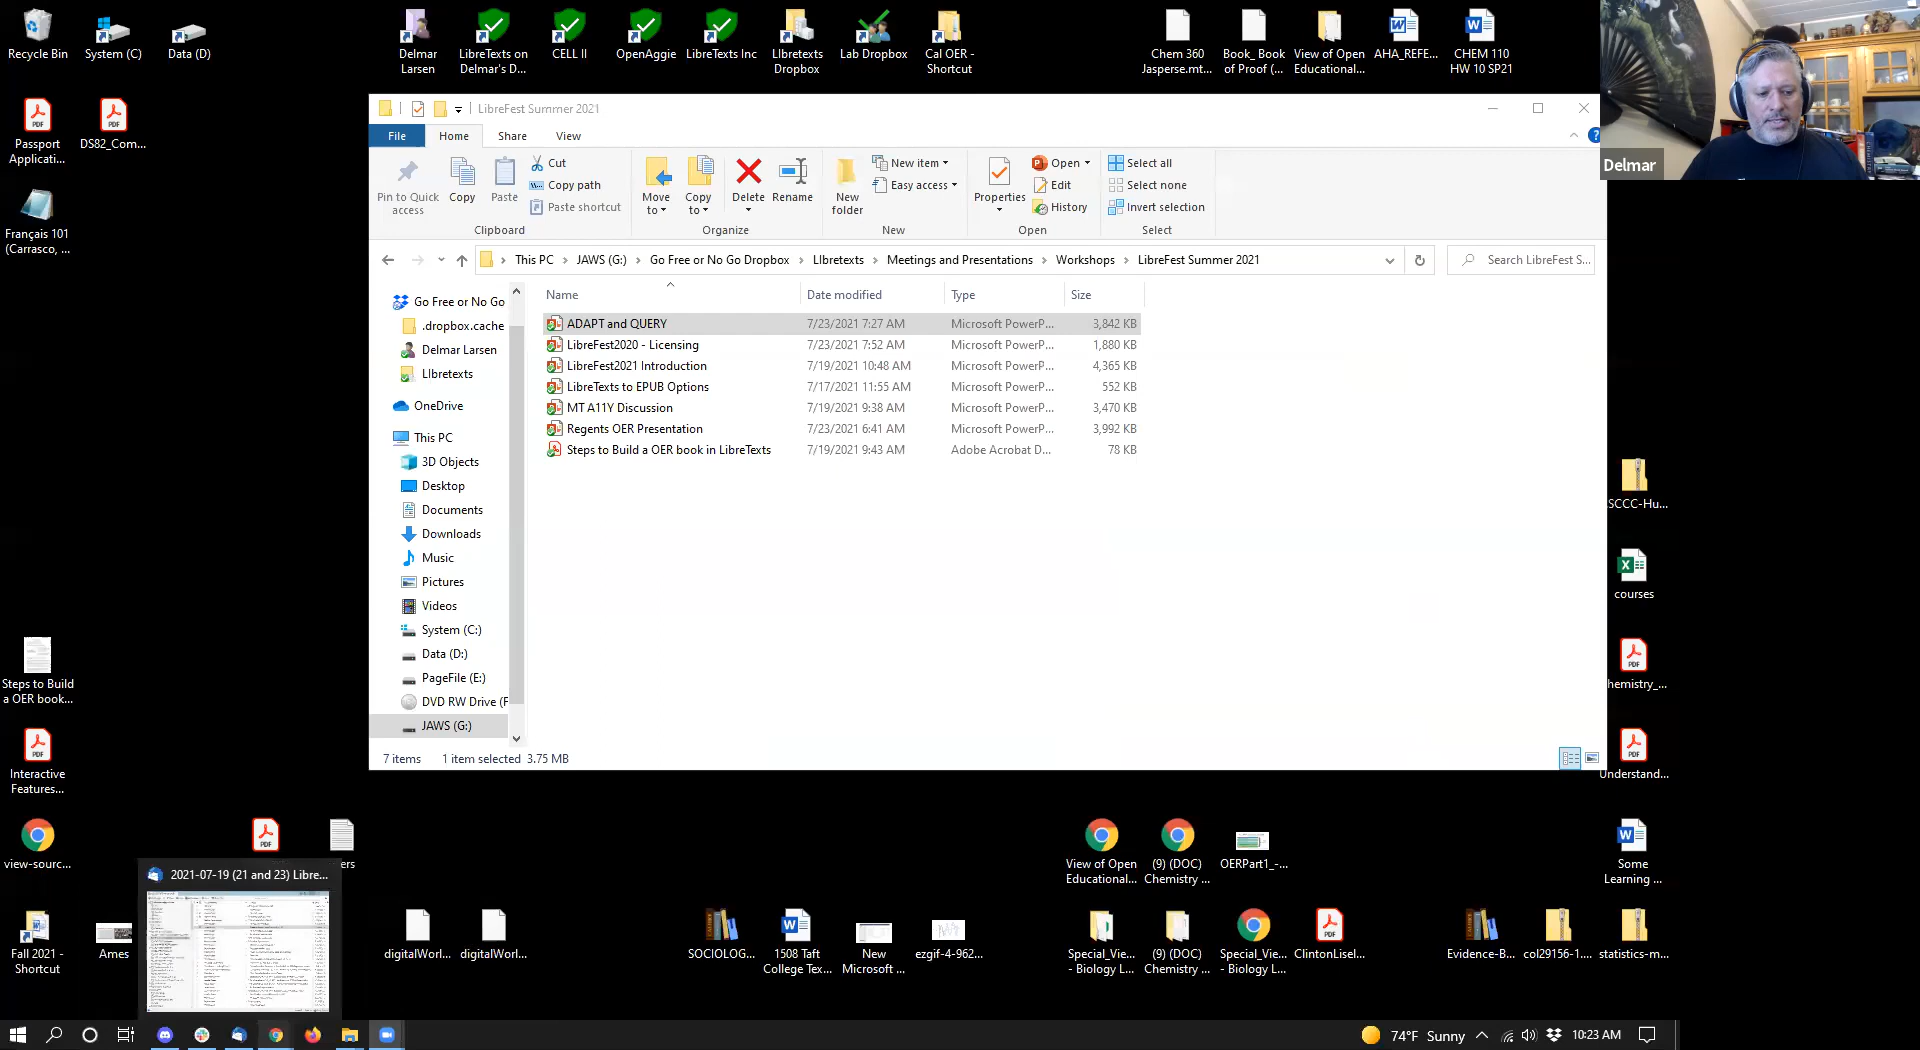 Recycle Bin
System (C)
Data (D)
Delmar
Larsen
LibreTexts on
Delmar's D...
CELL II
OpenAggie
LibreTexts Inc
LIbretexts
Dropbox
Lab Dropbox
Cal OER -
Shortcut
Chem 360
Jasperse.mt...
Book_ Book
of Proof (...
View of Open
Educational...
AHA_REFE...
CHEM 110
HW 10 SP21
Delmar
Passport
Applicati...
DS82_Com...
Français 101
(Carrasco, ...
LibreFest Summer 2021
File
Home
Share
View
Pin to Quick
access
Copy
Paste
Cut
Copy path
Paste shortcut
Clipboard
Move
to
Copy
to
Delete
Rename
Organize
New
folder
New item
Easy access
New
Properties
Open
Edit
History
Open
Select all
Select none
Invert selection
Select
This PC
JAWS (G:)
Go Free or No Go Dropbox
LIbretexts
Meetings and Presentations
Workshops
LibreFest Summer 2021
Search LibreFest S...
Go Free or No Go
.dropbox.cache
Delmar Larsen
LIbretexts
OneDrive
This PC
3D Objects
Desktop
Documents
Downloads
Music
Pictures
Videos
System (C:)
Data (D:)
PageFile (E:)
DVD RW Drive (F
JAWS (G:)
Name Date modified Type Size
ADAPT and QUERY 7/23/2021 7:27 AM Microsoft PowerP... 3,842 KB
LibreFest2020 - Licensing 7/23/2021 7:52 AM Microsoft PowerP... 1,880 KB
LibreFest2021 Introduction 7/19/2021 10:48 AM Microsoft PowerP... 4,365 KB
LibreTexts to EPUB Options 7/17/2021 11:55 AM Microsoft PowerP... 552 KB
MT A11Y Discussion 7/19/2021 9:38 AM Microsoft PowerP... 3,470 KB
Regents OER Presentation 7/23/2021 6:41 AM Microsoft PowerP... 3,992 KB
Steps to Build a OER book in LibreTexts 7/19/2021 9:43 AM Adobe Acrobat D... 78 KB
7 items
1 item selected 3.75 MB
SCCC-Hu...
courses
hemistry_...
Understand...
Some
Learning ...
Steps to Build
a OER book...
Interactive
Features...
view-sourc...
ers
2021-07-19 (21 and 23) Libre...
Fall 2021 -
Shortcut
Ames
digitalWorl...
digitalWorl...
SOCIOLOG...
1508 Taft
College Tex...
New
Microsoft ...
ezgif-4-962...
View of Open
Educational...
(9) (DOC)
Chemistry ...
OERPart1_-...
Special_Vie...
- Biology L...
(9) (DOC)
Chemistry ...
Special_Vie...
- Biology L...
ClintonLisel...
Evidence-B...
col29156-1....
statistics-m...
74°F Sunny
10:23 AM